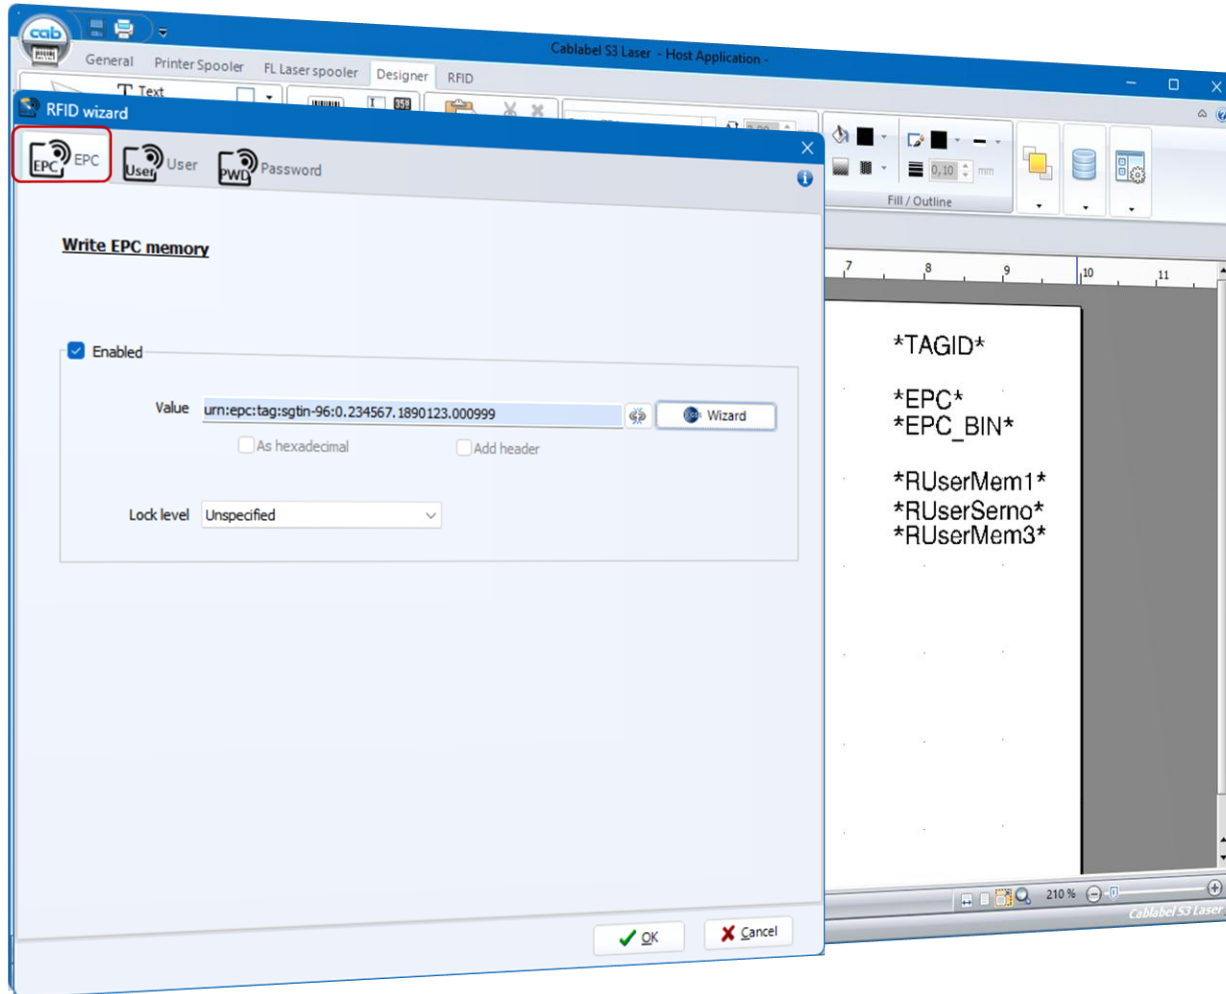 cab
Cablabel S3 Laser - Host Application -
General Printer Spooler FL Laser spooler Designer RFID
Text
RFID wizard
EPC EPC User User PWD Password
0,10 mm
Fill / Outline
Write EPC memory
7 8 9 10 11
*TAGID*
Enabled
*EPC*
Value urn:epc:tag:sgtin-96:0.234567.1890123.000999 Wizard
*EPC_BIN*
As hexadecimal Add header
*RUserMem1*
Lock level Unspecified
*RUserSerno*
*RUserMem3*
210 %
Cablabel S3 Laser
OK Cancel